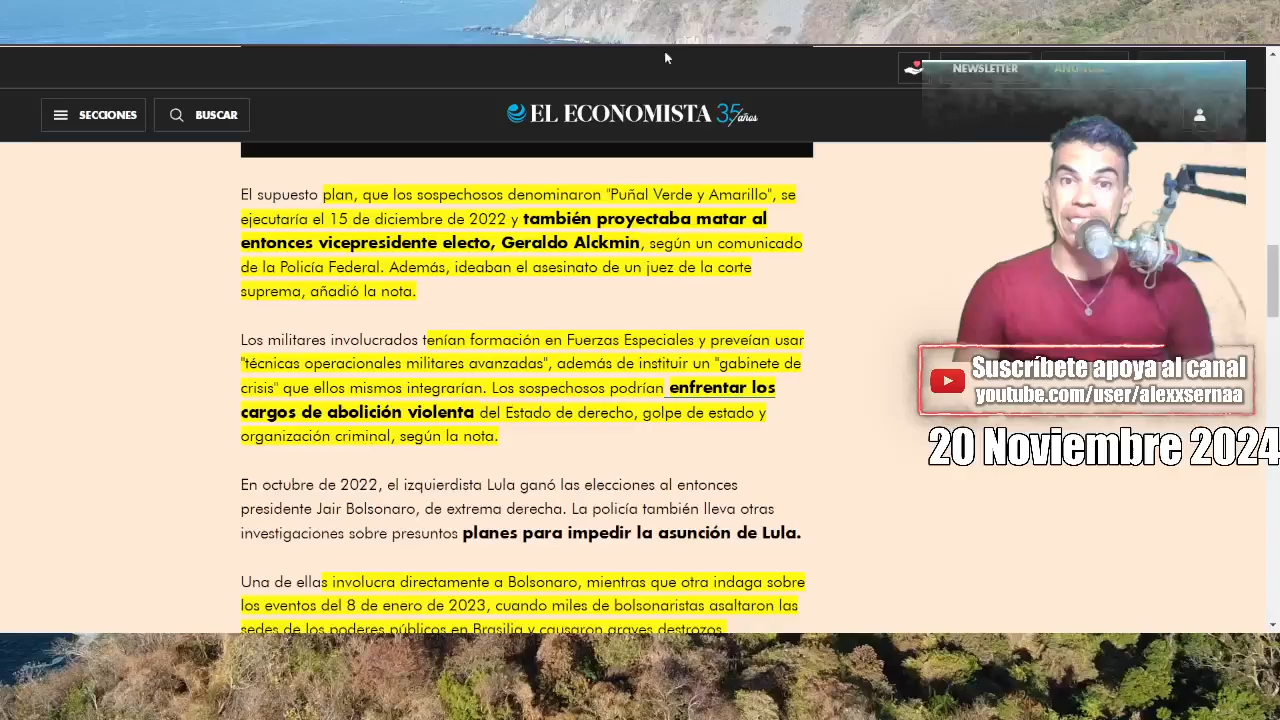 NEWSLETTER
SECCIONES
BUSCAR
EL ECONOMISTA 35/años
El supuesto plan, que los sospechosos denominaron "Puñal Verde y Amarillo", se
ejecutaría el 15 de diciembre de 2022 y también proyectaba matar al
entonces vicepresidente electo, Geraldo Alckmin, según un comunicado
de la Policía Federal. Además, ideaban el asesinato de un juez de la corte
suprema, añadió la nota.
Los militares involucrados tenían formación en Fuerzas Especiales y preveían usar
"técnicas operacionales militares avanzadas", además de instituir un "gabinete de
crisis" que ellos mismos integrarían. Los sospechosos podrían enfrentar los
cargos de abolición violenta del Estado de derecho, golpe de estado y
organización criminal, según la nota.
En octubre de 2022, el izquierdista Lula ganó las elecciones al entonces
presidente Jair Bolsonaro, de extrema derecha. La policía también lleva otras
investigaciones sobre presuntos planes para impedir la asunción de Lula.
Una de ellas involucra directamente a Bolsonaro, mientras que otra indaga sobre
los eventos del 8 de enero de 2023, cuando miles de bolsonaristas asaltaron las
sedes de los poderes públicos en Brasilia y causaron graves destrozos.
Suscríbete apoya al canal
youtube.com/user/alexxsernaa
20 Noviembre 2024